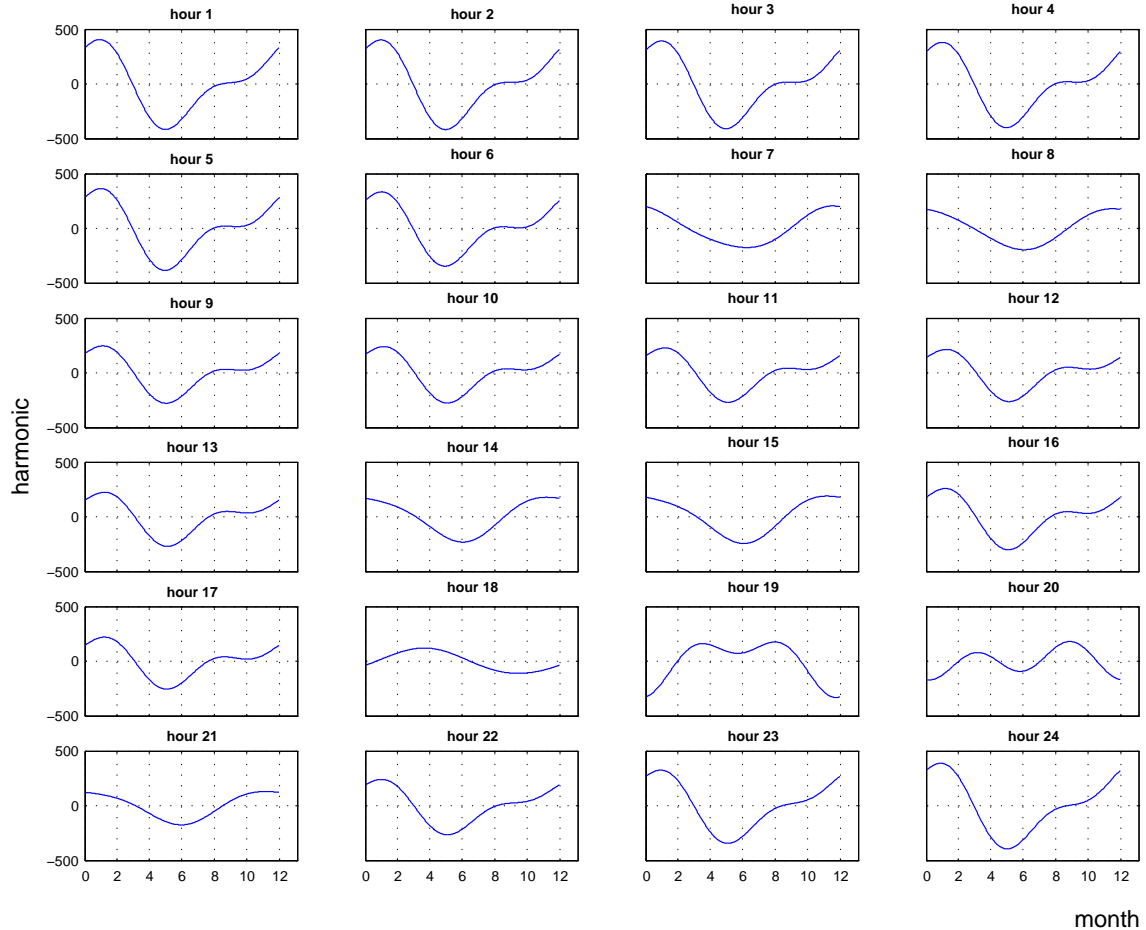 hour 1
hour 2
hour 3
hour 4
500
0
−500
hour 5
hour 6
hour 7
hour 8
500
0
−500
hour 9
hour 10
hour 11
hour 12
500
0
−500
harmonic
hour 13
hour 14
hour 15
hour 16
500
0
−500
hour 17
hour 18
hour 19
hour 20
500
0
−500
hour 21
hour 22
hour 23
hour 24
500
0
−500
0 2 4 6 8 10 12
0 2 4 6 8 10 12
0 2 4 6 8 10 12
0 2 4 6 8 10 12
month